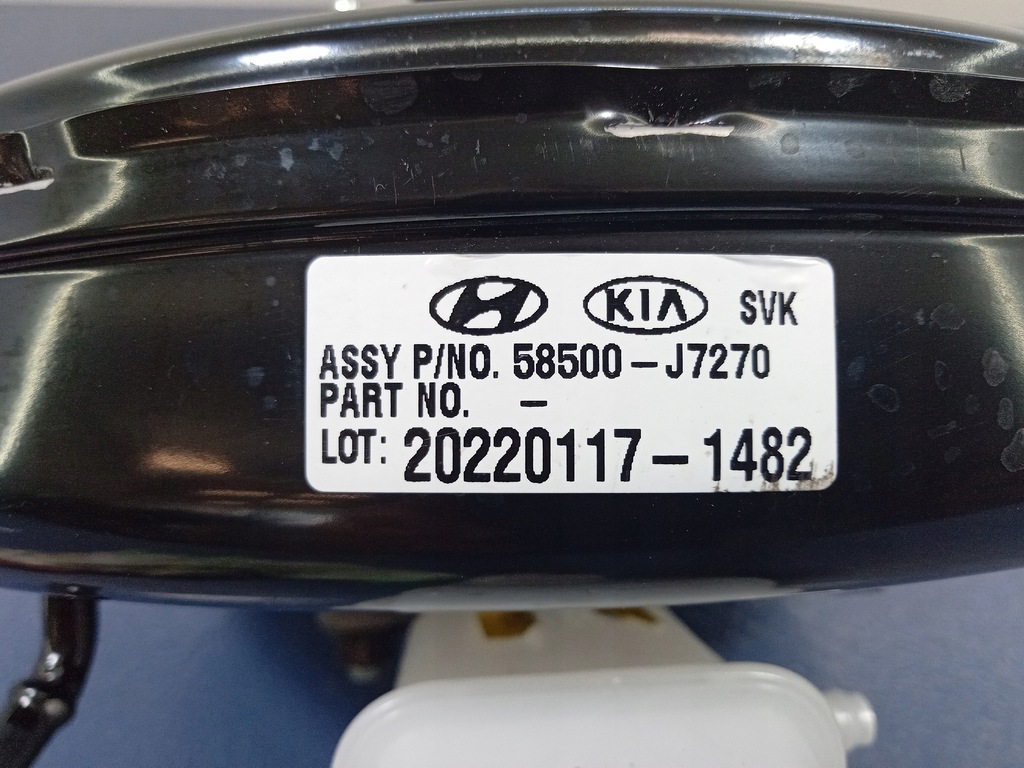 KIA SVK
ASSY P/NO. 58500-J7270
PART NO. -
LOT: 20220117-1482